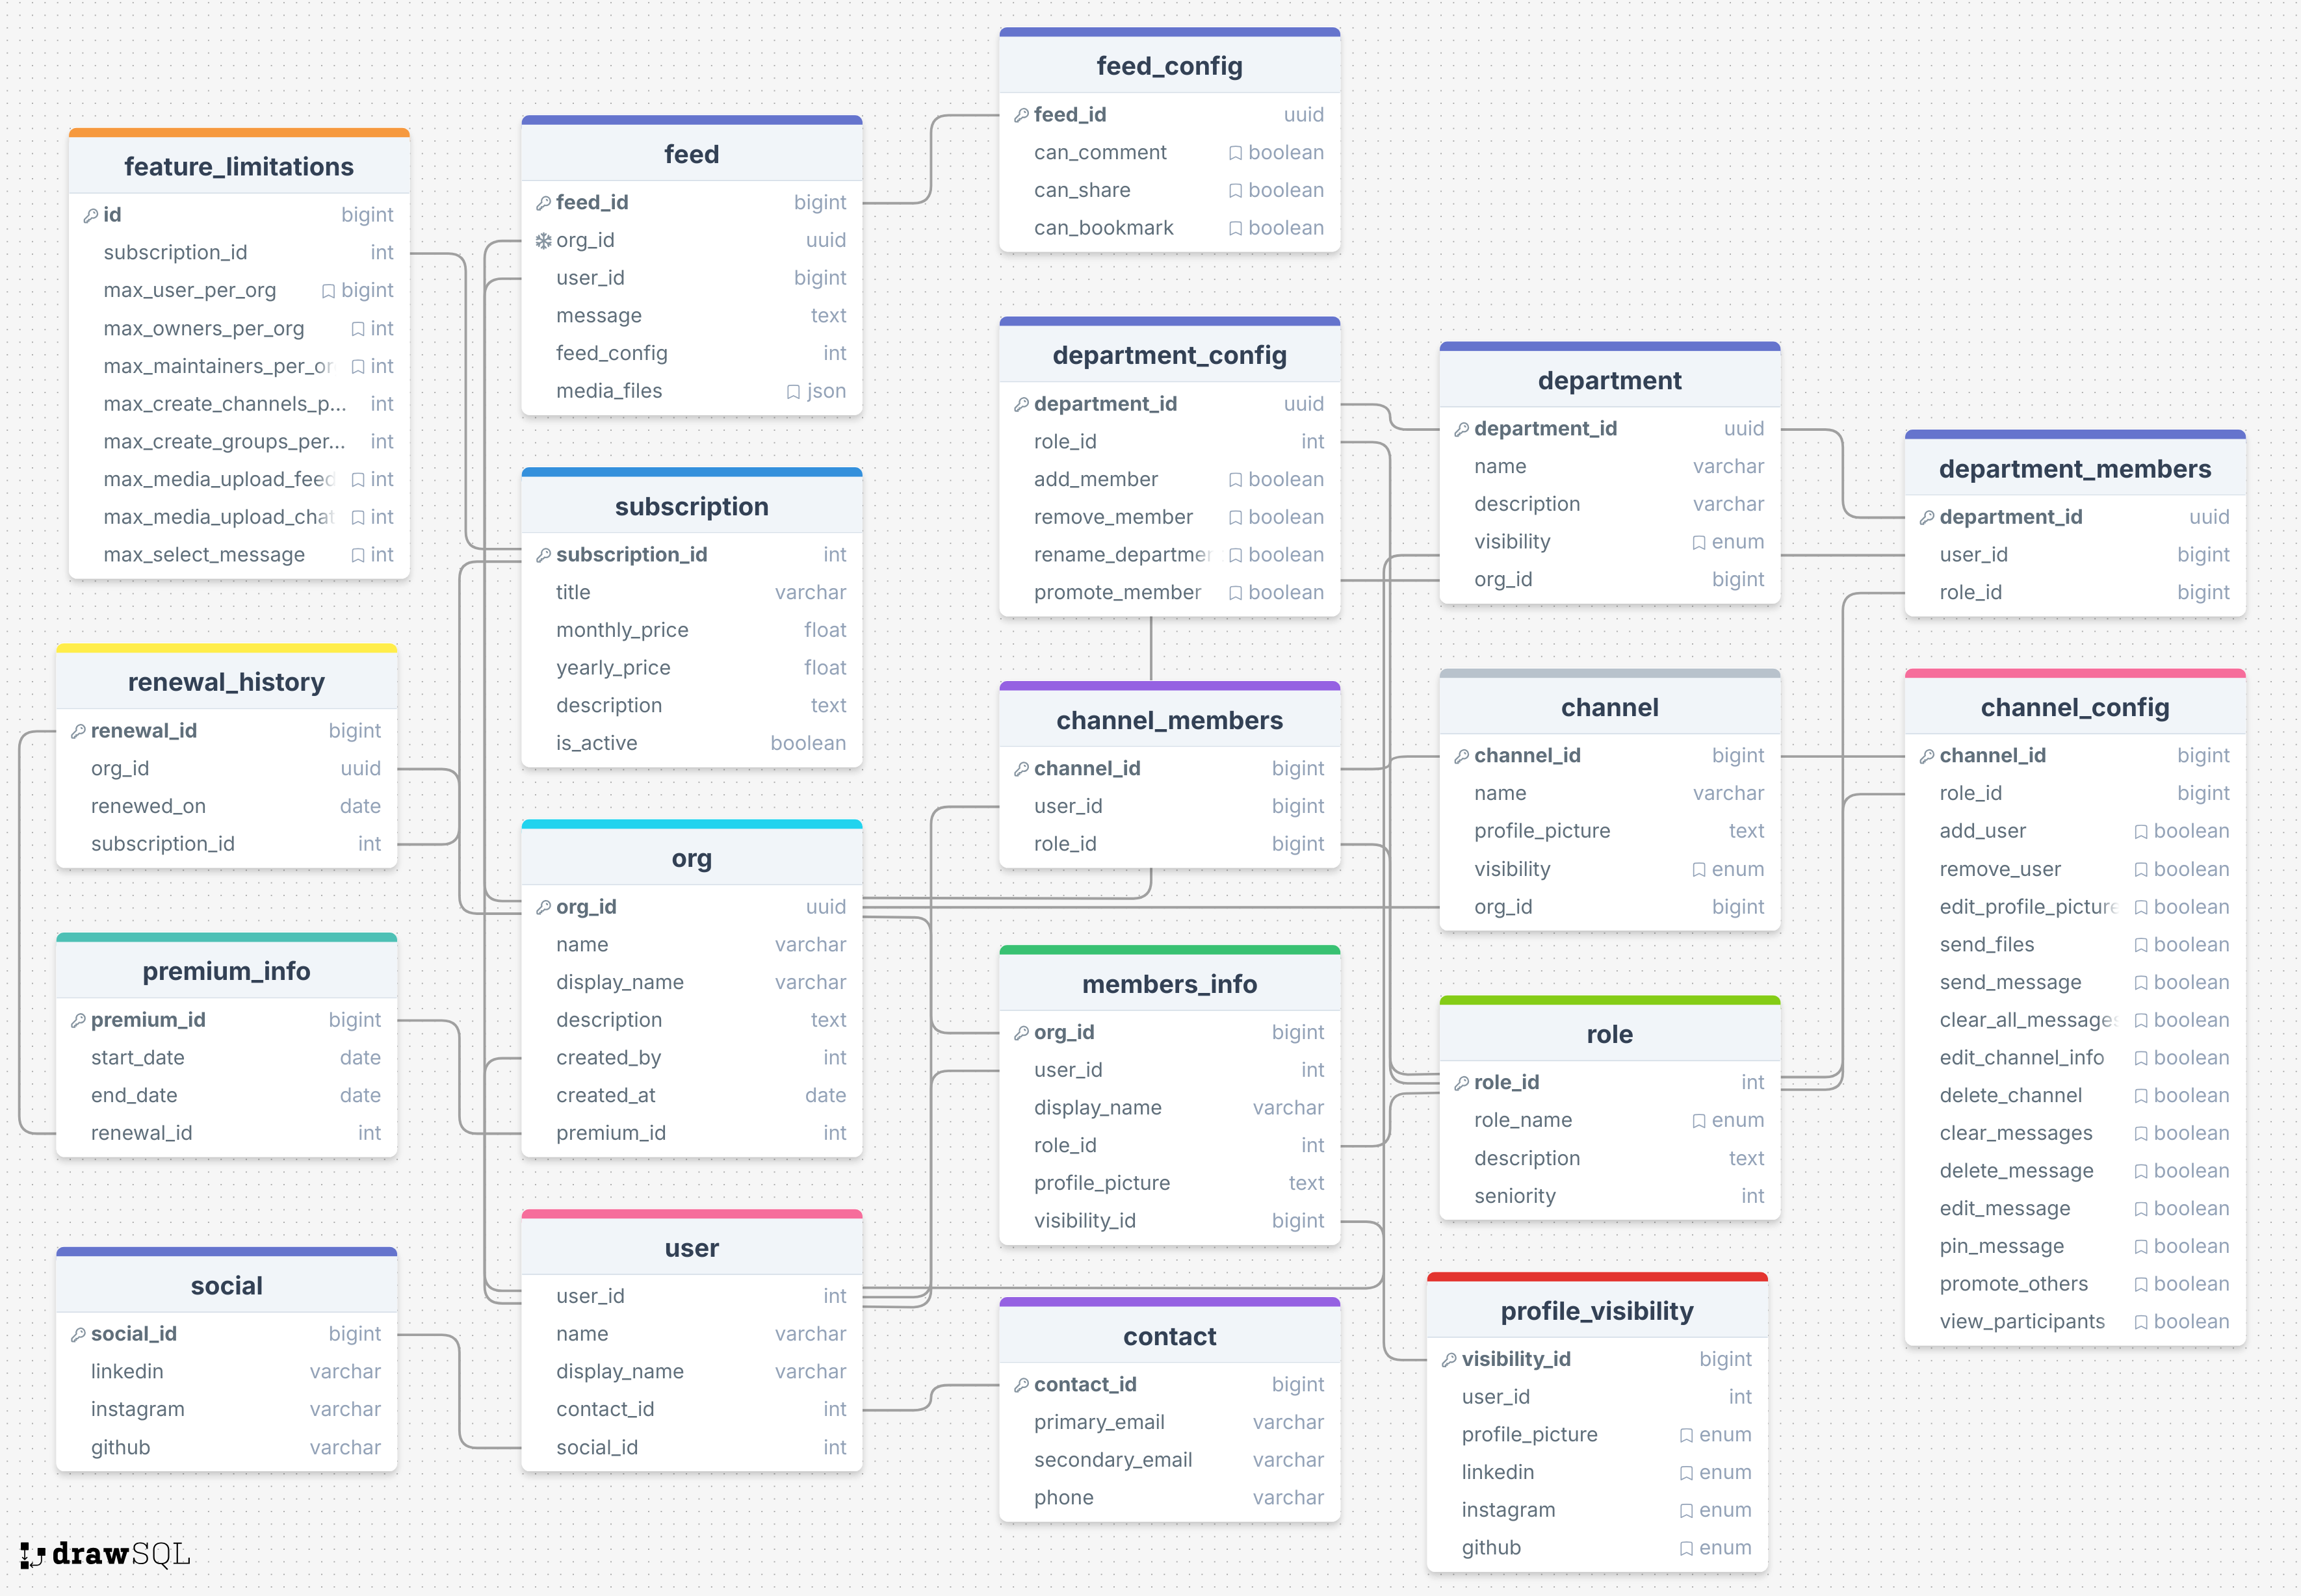 feed_config
feed_id uuid
can_comment boolean
can_share boolean
can_bookmark boolean
feature_limitations
id bigint
subscription_id int
max_user_per_org bigint
max_owners_per_org int
max_maintainers_per_or int
max_create_channels_p... int
max_create_groups_per... int
max_media_upload_feed int
max_media_upload_chat int
max_select_message int
feed
feed_id bigint
org_id uuid
user_id bigint
message text
feed_config int
media_files json
department_config
department_id uuid
role_id int
add_member boolean
remove_member boolean
rename_departmer boolean
promote_member boolean
department
department_id uuid
name varchar
description varchar
visibility enum
org_id bigint
department_members
department_id uuid
user_id bigint
role_id bigint
subscription
subscription_id int
title varchar
monthly_price float
yearly_price float
description text
is_active boolean
renewal_history
renewal_id bigint
org_id uuid
renewed_on date
subscription_id int
channel_members
channel_id bigint
user_id bigint
role_id bigint
channel
channel_id bigint
name varchar
profile_picture text
visibility enum
org_id bigint
channel_config
channel_id bigint
role_id bigint
add_user boolean
remove_user boolean
edit_profile_picture boolean
send_files boolean
send_message boolean
clear_all_messages boolean
edit_channel_info boolean
delete_channel boolean
clear_messages boolean
delete_message boolean
edit_message boolean
pin_message boolean
promote_others boolean
view_participants boolean
org
org_id uuid
name varchar
display_name varchar
description text
created_by int
created_at date
premium_id int
premium_info
premium_id bigint
start_date date
end_date date
renewal_id int
members_info
org_id bigint
user_id int
display_name varchar
role_id int
profile_picture text
visibility_id bigint
role
role_id int
role_name enum
description text
seniority int
user
user_id int
name varchar
display_name varchar
contact_id int
social_id int
social
social_id bigint
linkedin varchar
instagram varchar
github varchar
contact
contact_id bigint
primary_email varchar
secondary_email varchar
phone varchar
profile_visibility
visibility_id bigint
user_id int
profile_picture enum
linkedin enum
instagram enum
github enum
drawSQL